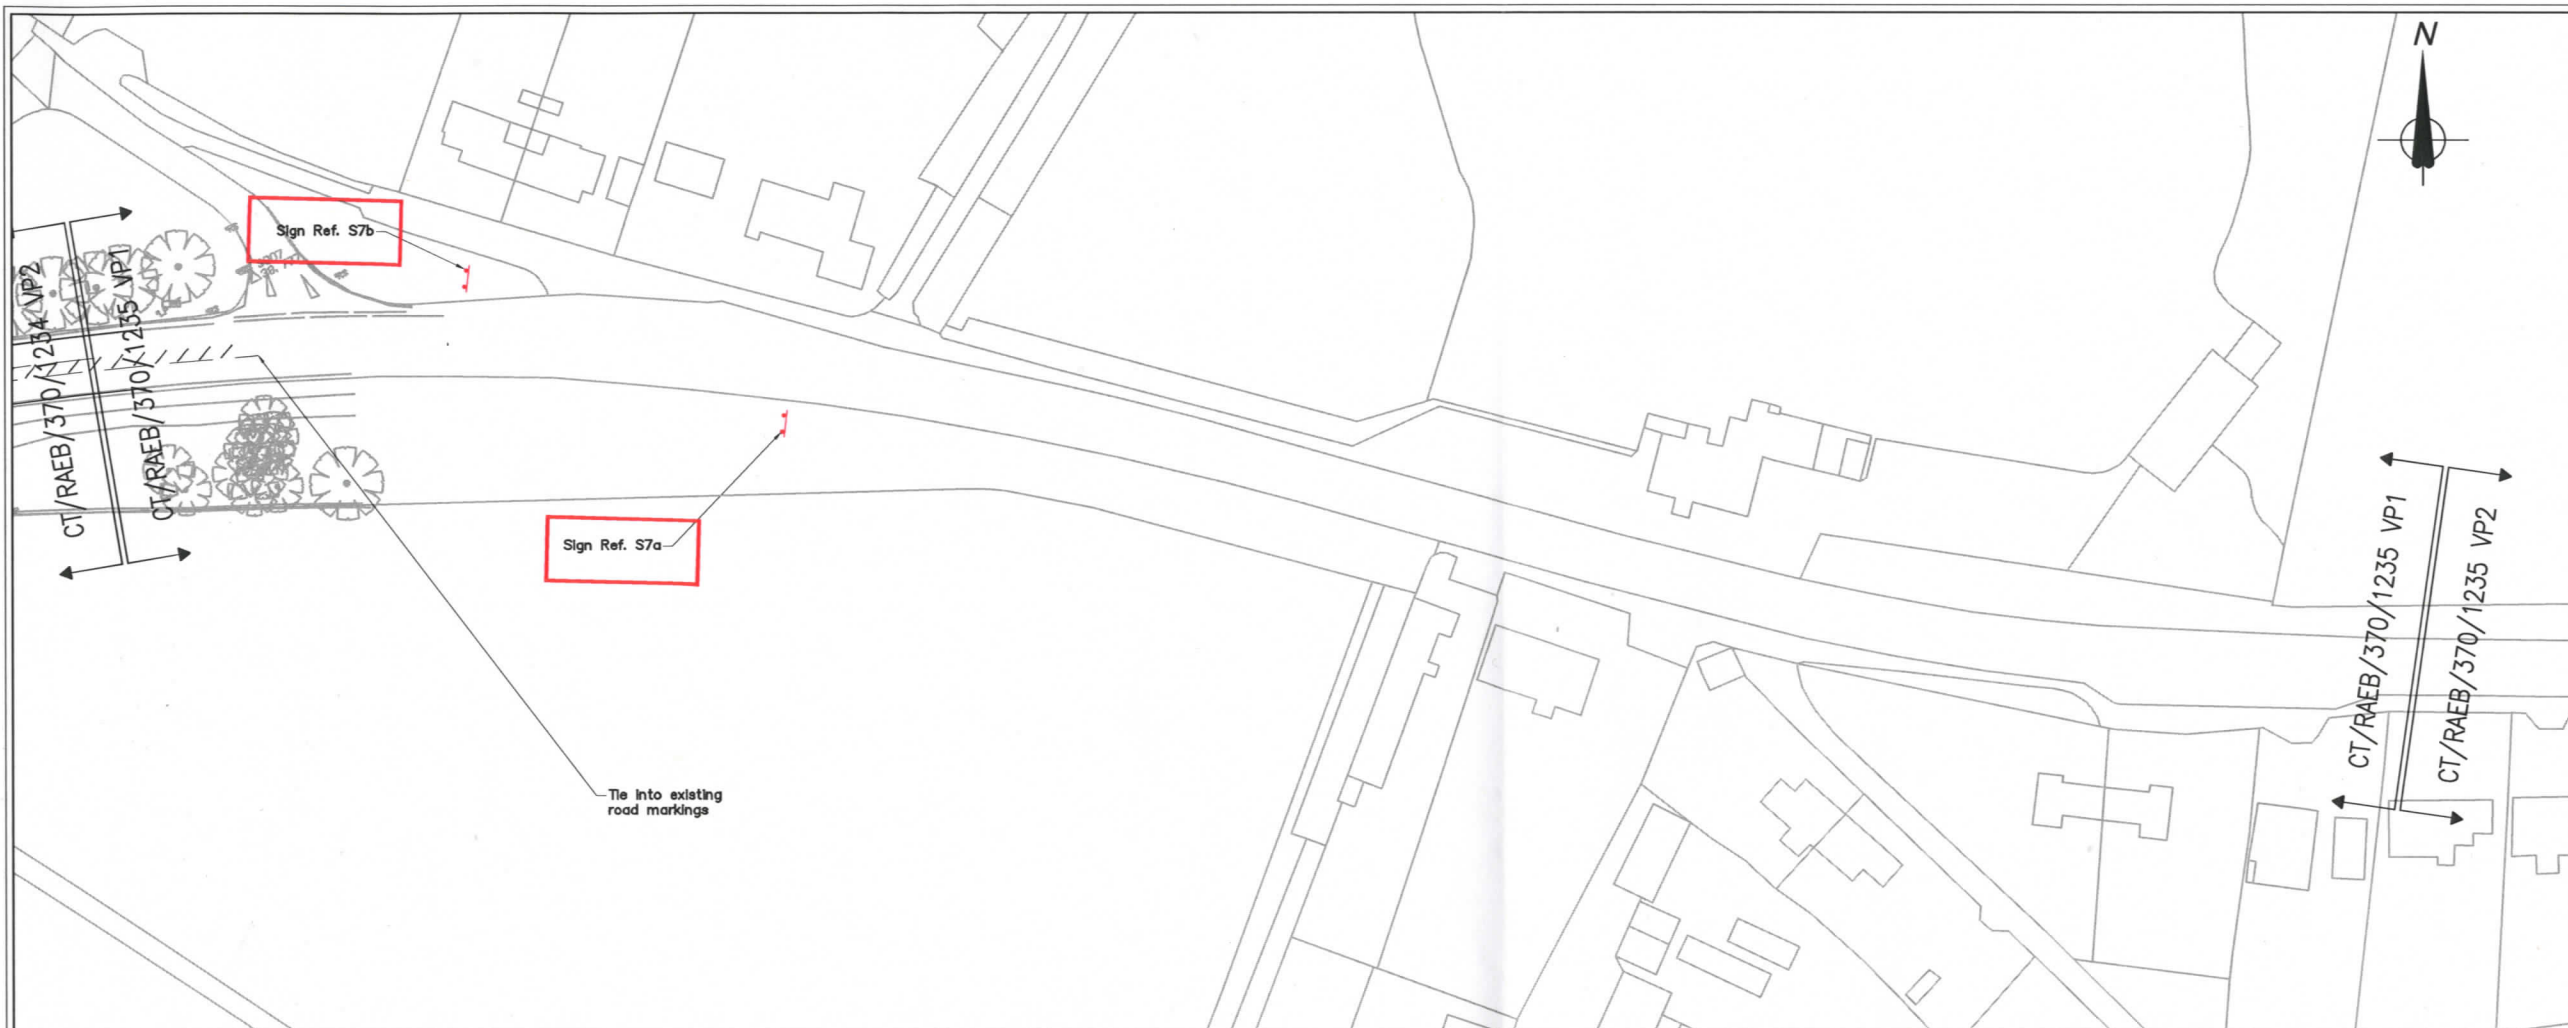 N
Sign Ref. S7b
CT/RAEB/370/1234 VP2
CT/RAEB/370/1235 VP1
Sign Ref. S7a
Tie into existing
road markings
CT/RAEB/370/1235 VP1
CT/RAEB/370/1235 VP2